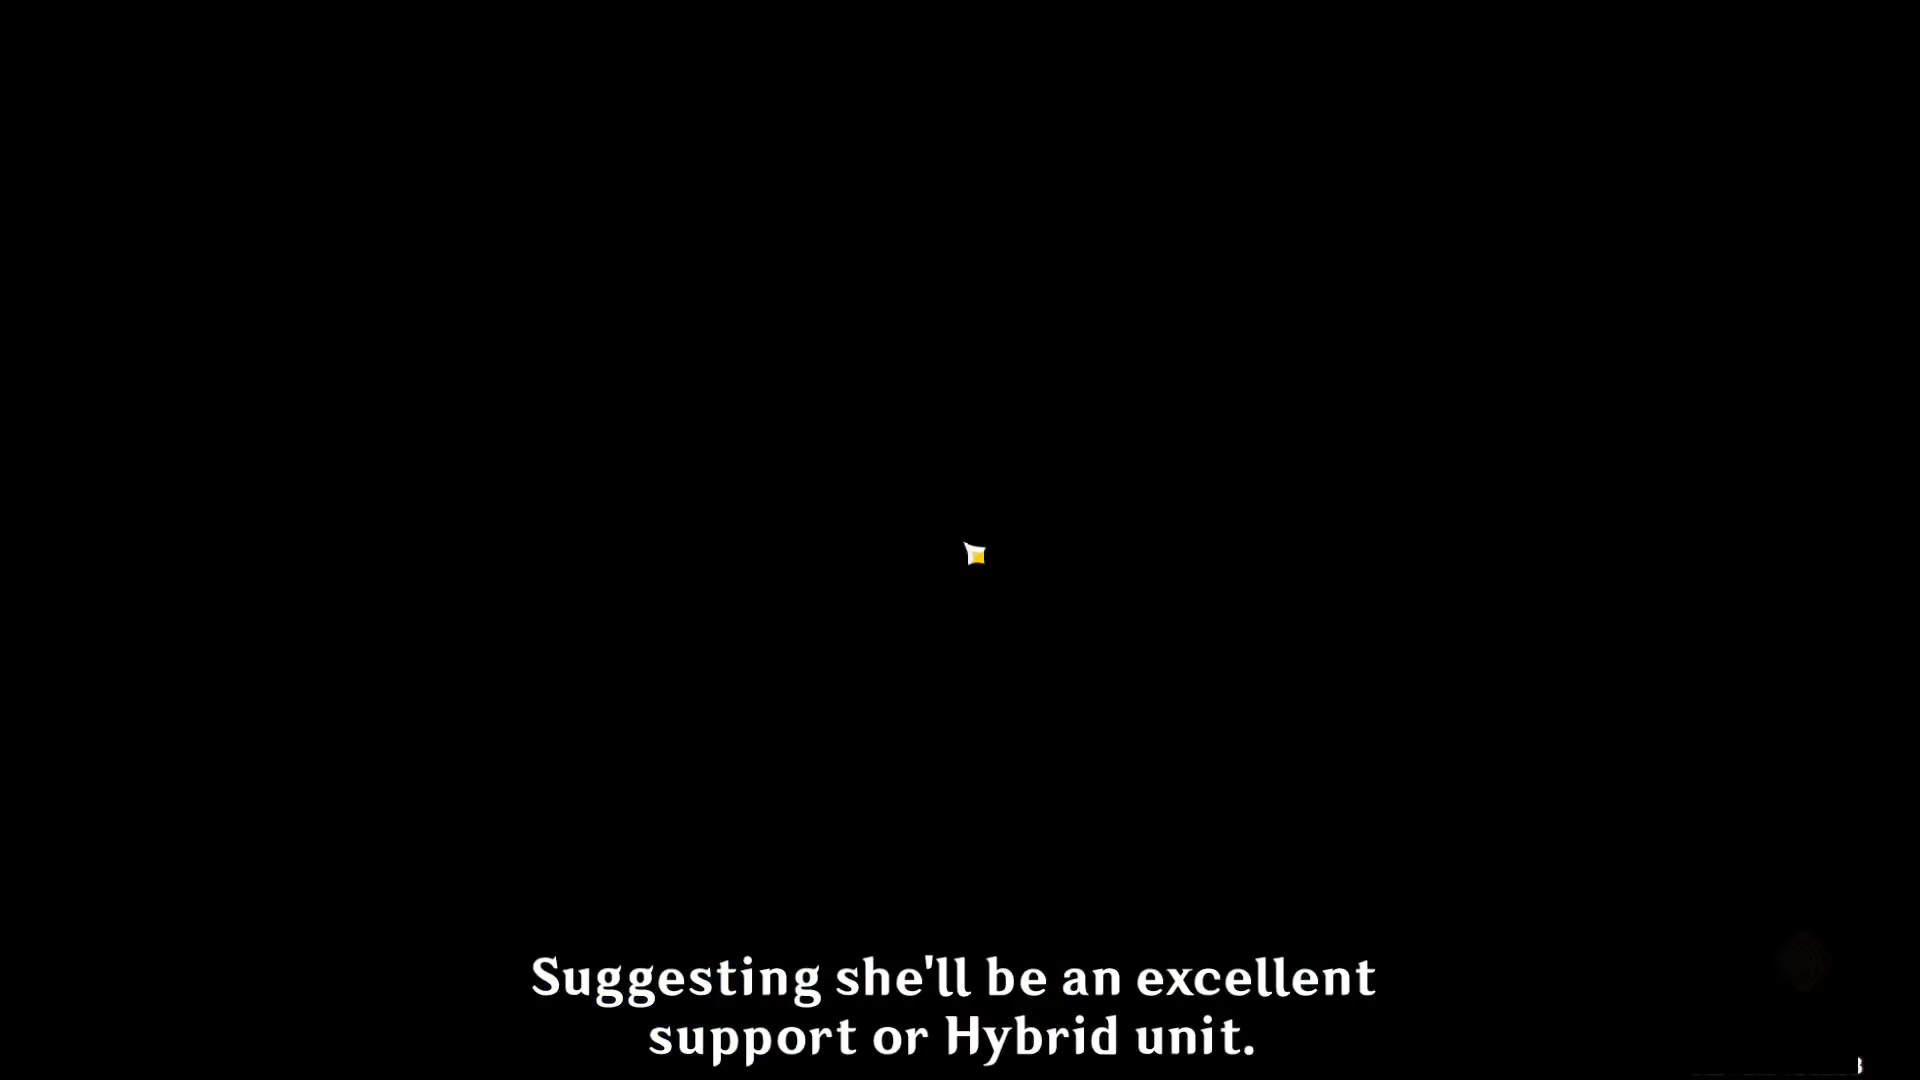 Suggesting she'll be an excellent
support or Hybrid unit.